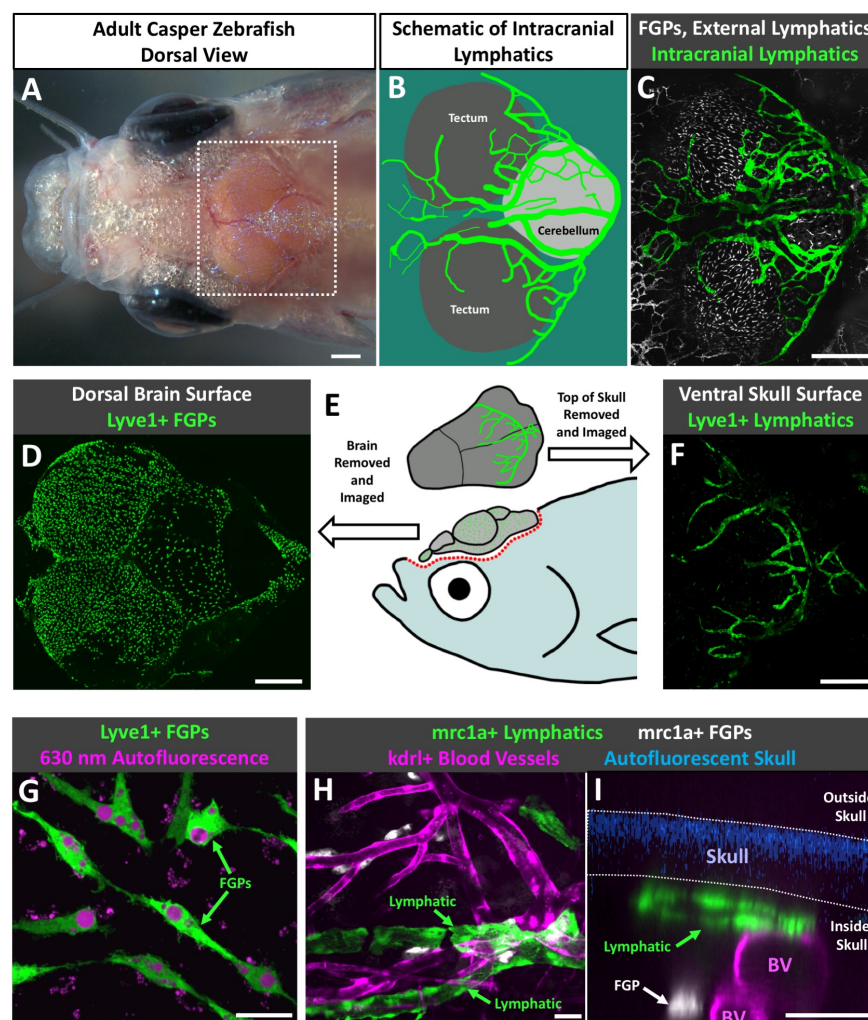 Adult Casper Zebrafish
Dorsal View
A
Schematic of Intracranial
Lymphatics
B
Tectum
Cerebellum
Tectum
FGPs, External Lymphatics
Intracranial Lymphatics
C
Dorsal Brain Surface
Lyve1+ FGPs
D
E
Brain
Removed
and
Imaged
Top of Skull
Removed
and Imaged
Ventral Skull Surface
Lyve1+ Lymphatics
F
Lyve1+ FGPs
630 nm Autofluorescence
G
FGPs
mrc1a+ Lymphatics
mrc1a+ FGPs
kdrl+ Blood Vessels
Autofluorescent Skull
H
Lymphatic
Lymphatic
I
Outside
Skull
Skull
Inside
Skull
Lymphatic
BV
FGP
BV